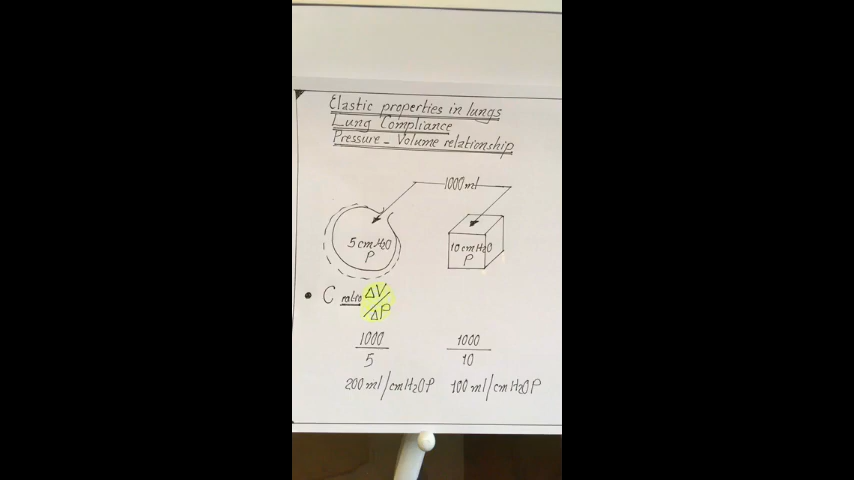 Elastic properties in lungs
Lung Compliance
Pressure - Volume relationship
1000 ml
5 cm H2O
P
10 cm H2O
P
C ratio ΔV/ΔP
1000/5
1000/10
200 ml/cm H2O P
100 ml/cm H2O P